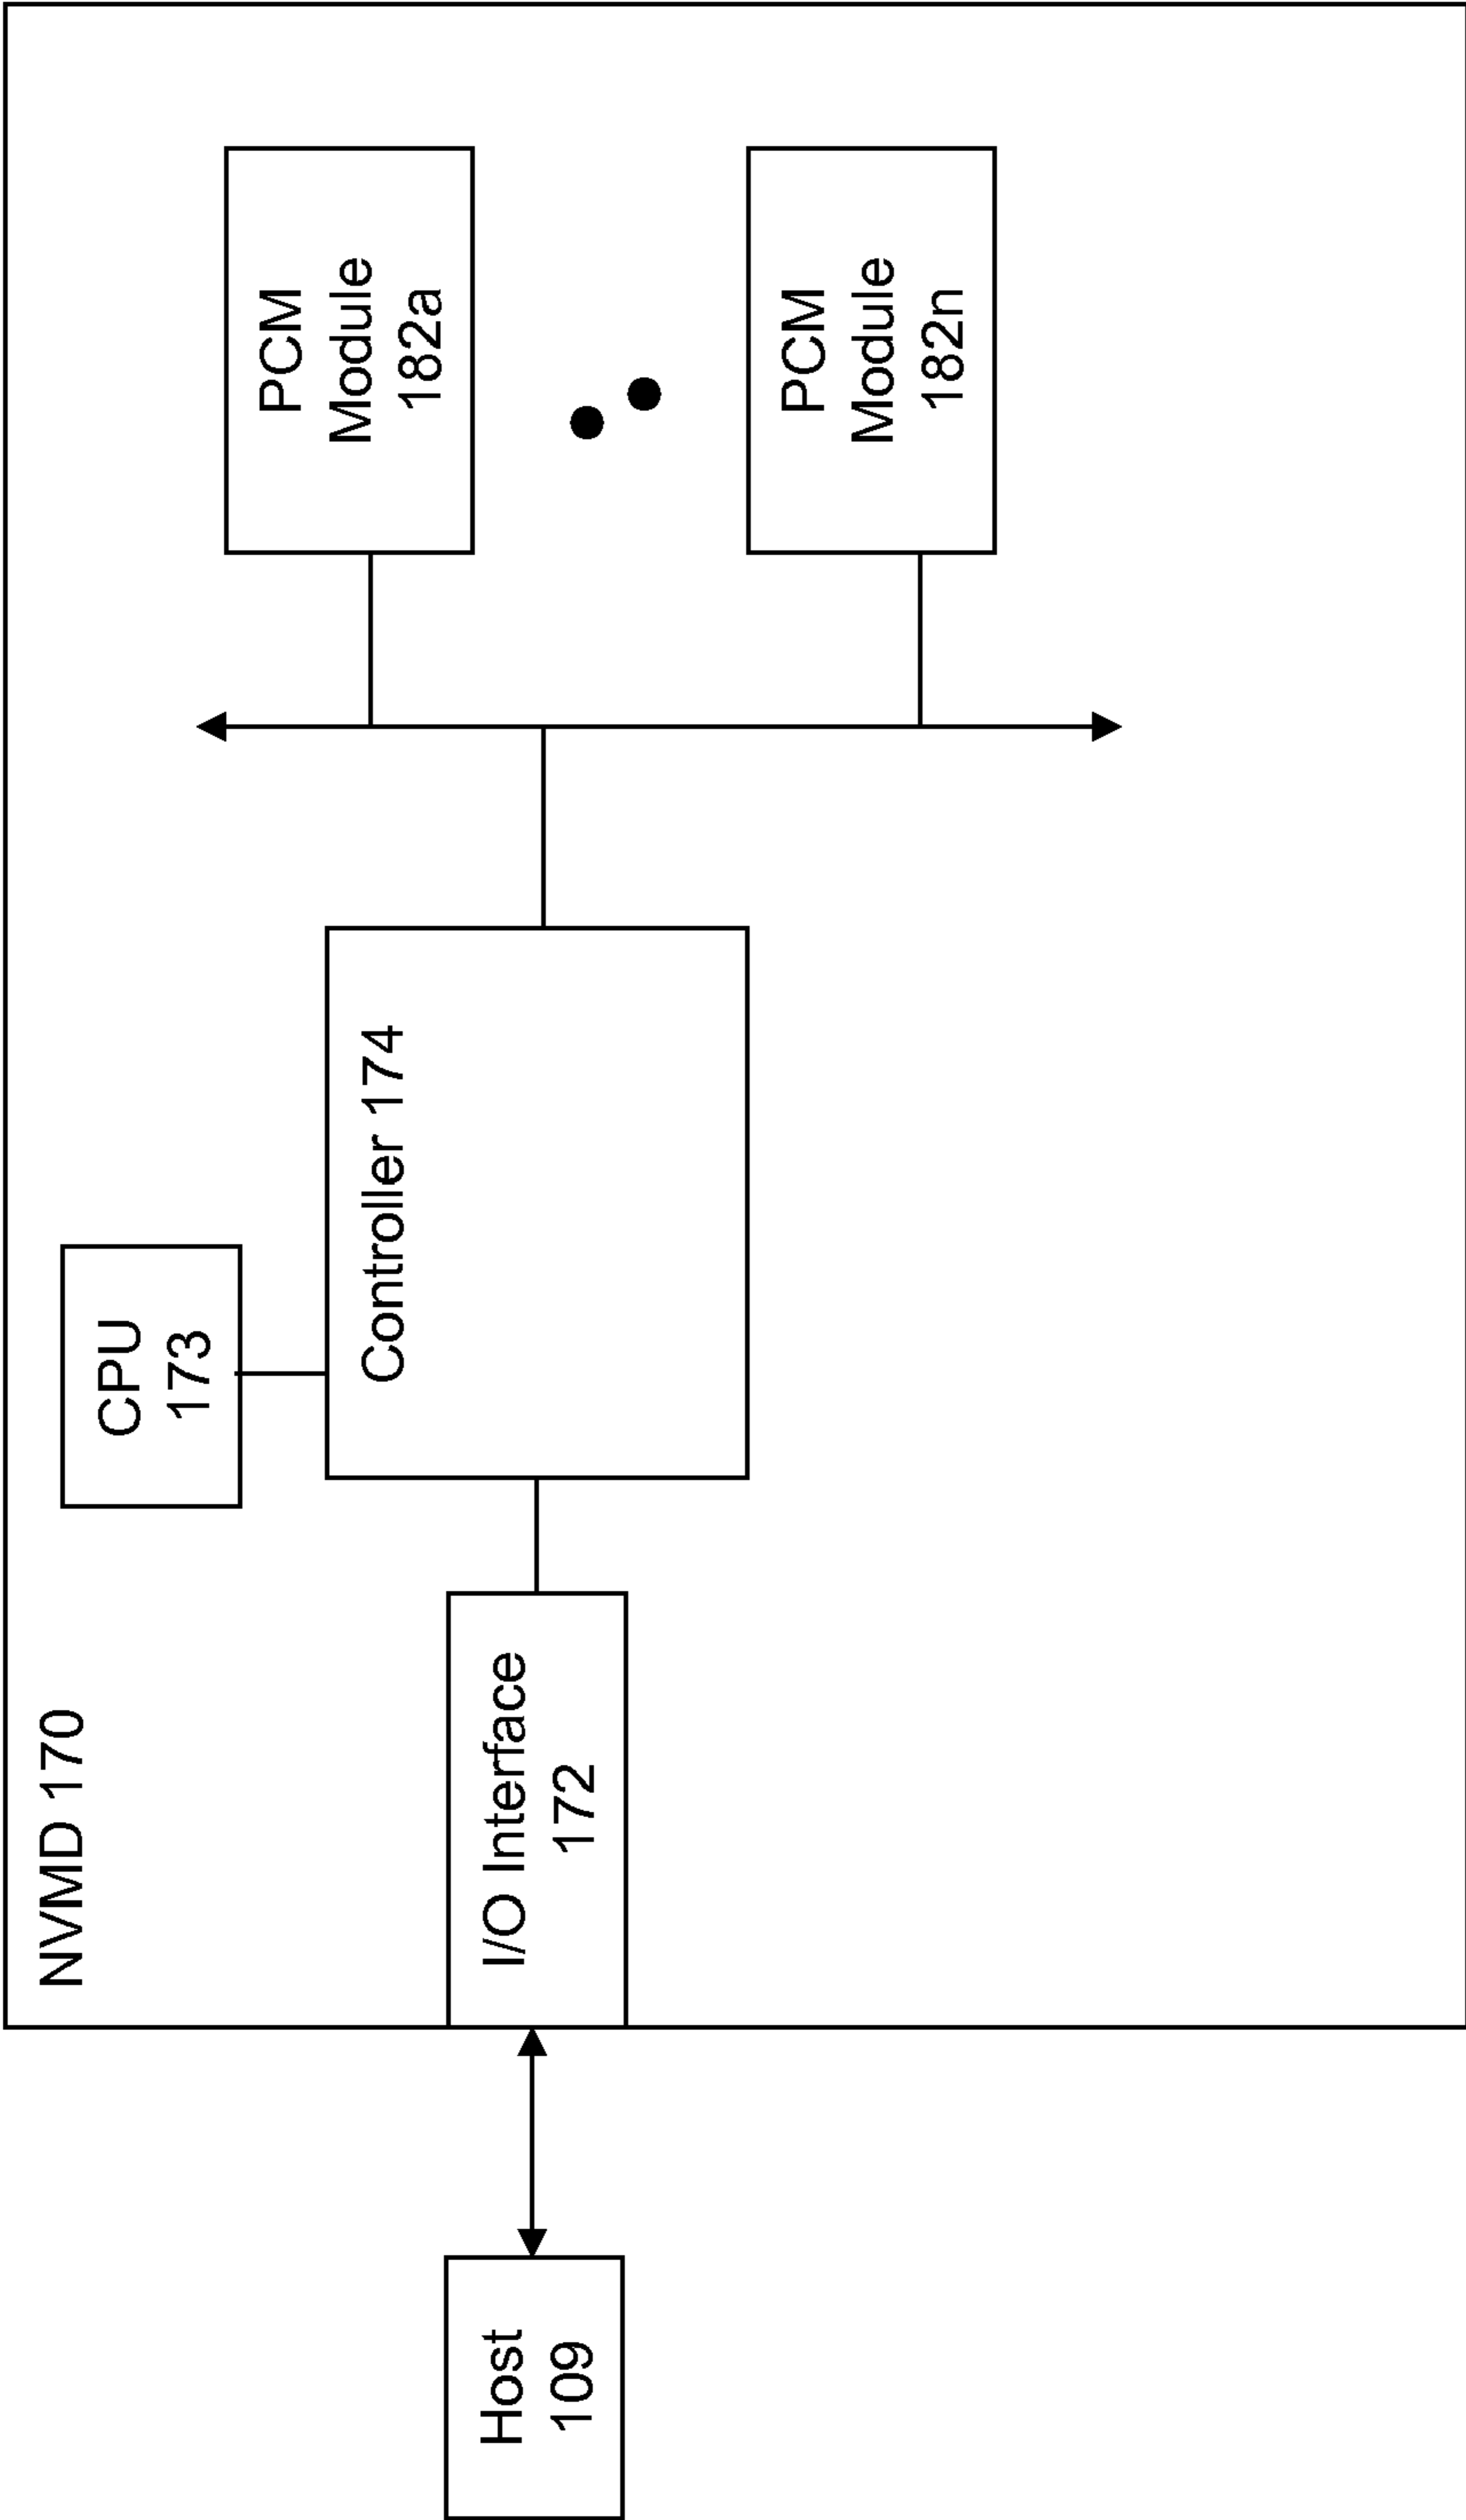 NVMD 170
CPU
173
PCM
Module
182a
Controller 174
Host
109
I/O Interface
172
PCM
Module
182n